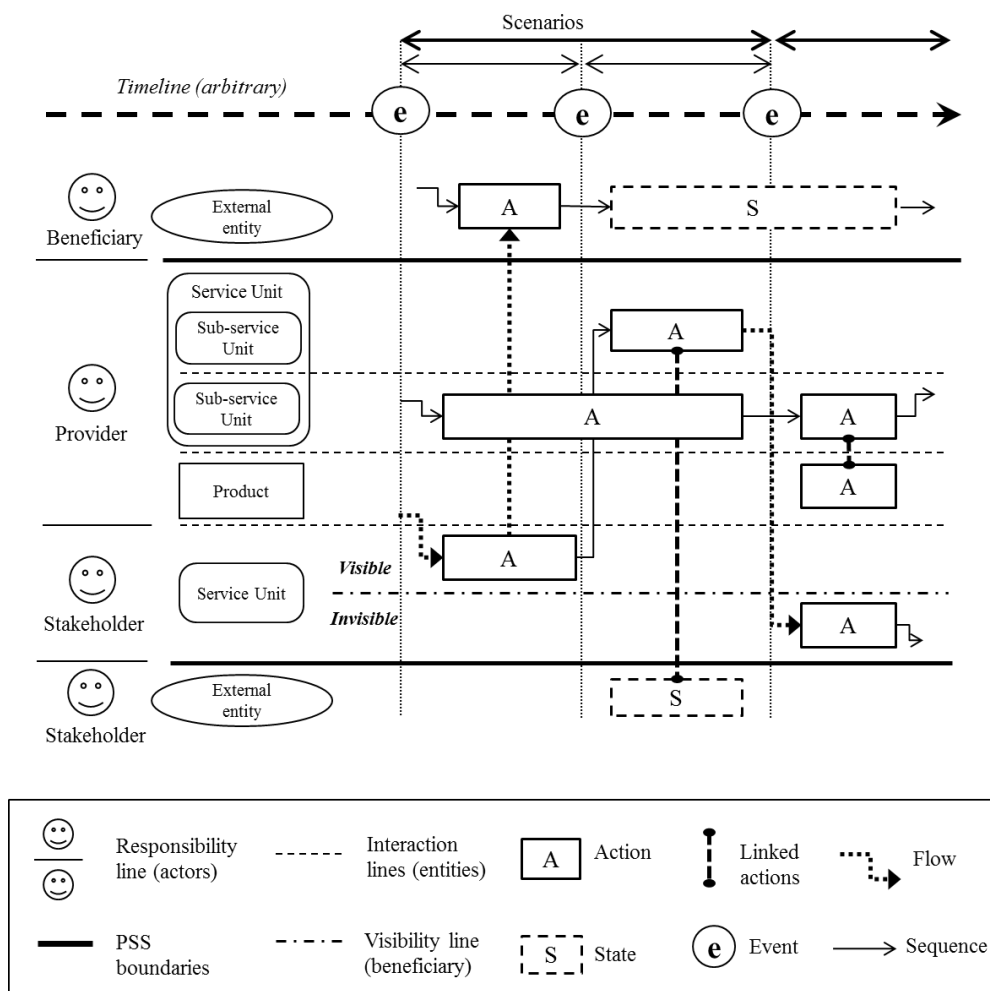 Scenarios
Timeline (arbitrary)
e
e
e
Beneficiary
External
entity
A
S
Service Unit
Sub-service
Unit
A
Provider
Sub-service
Unit
A
A
Product
A
Stakeholder
Service Unit
Visible
A
Invisible
A
Stakeholder
External
entity
S
Responsibility
line (actors)
Interaction
lines (entities)
A
Action
Linked
actions
Flow
PSS
boundaries
Visibility line
(beneficiary)
S
State
e
Event
Sequence